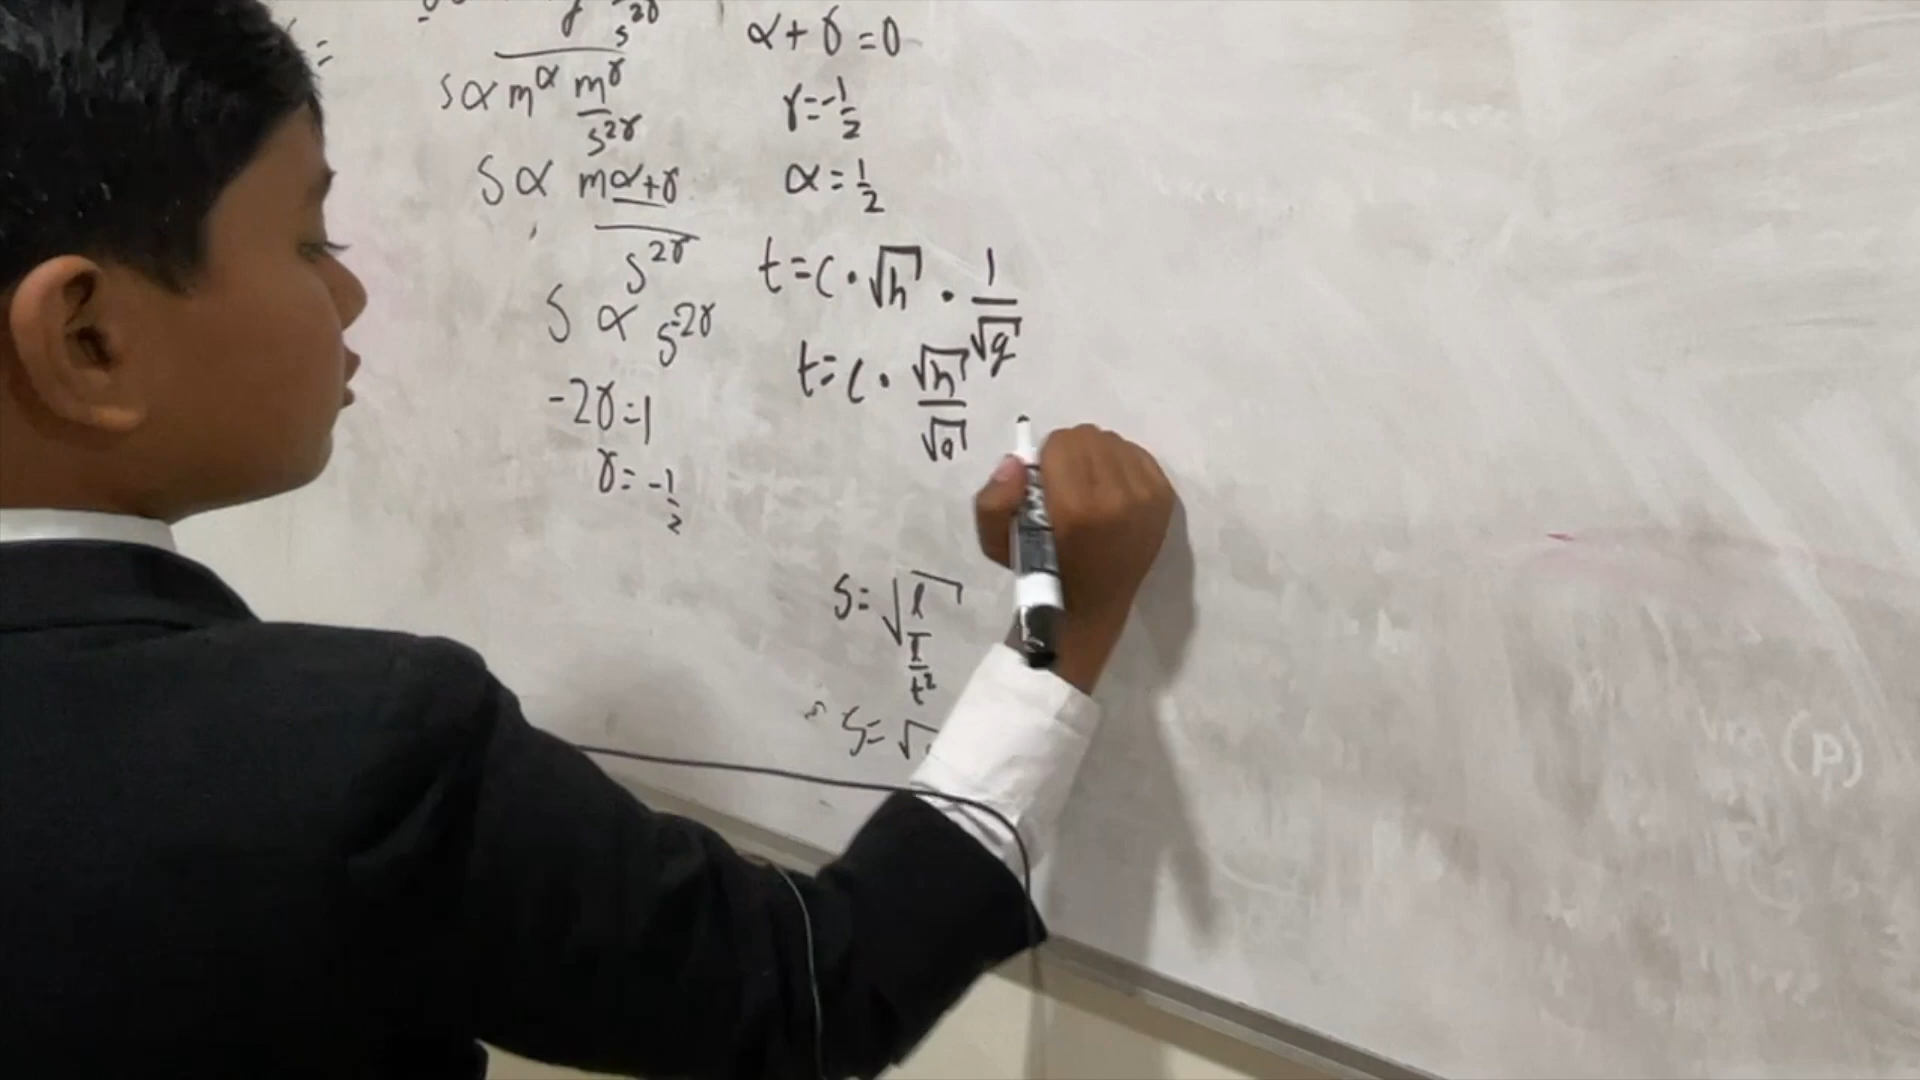 S ∝ m^α m^γ / s^2γ
S ∝ m^α+γ / s^2γ
S ∝ s^-2γ
-2γ=1
γ=-1/2
α+γ=0
γ=-1/2
α=1/2
t=c·√h·1/√g
t=c·√h/√g
S=√l/l/t²
S=√
(P)